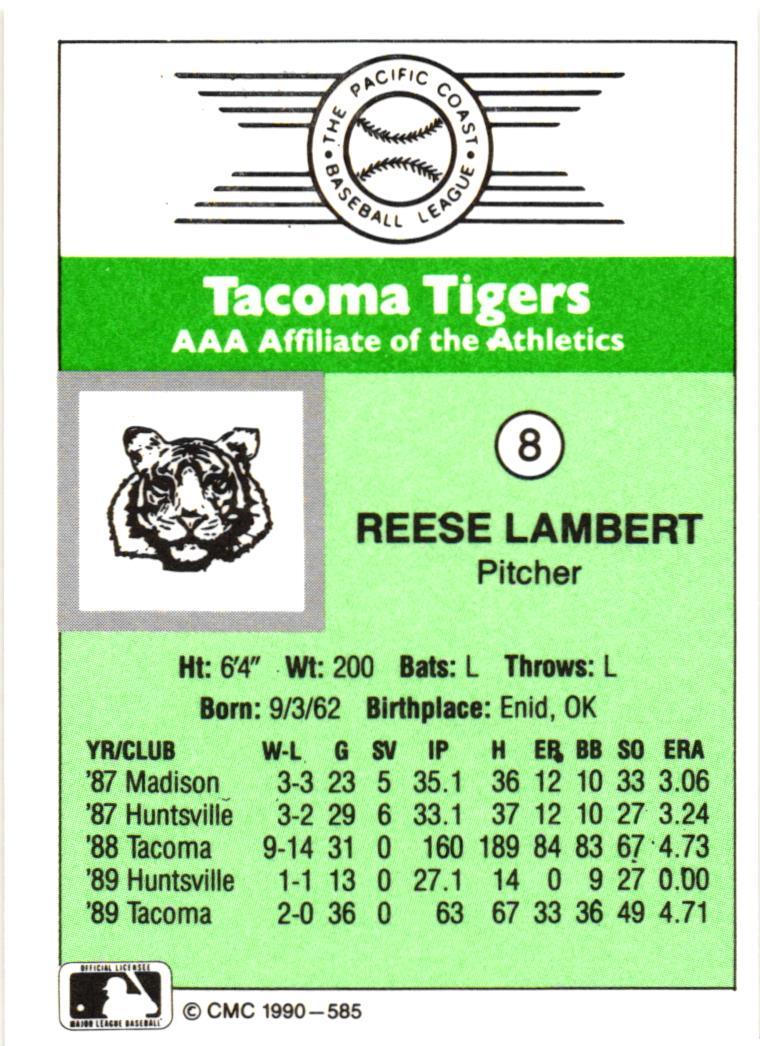 THE PACIFIC COAST
• BASEBALL LEAGUE •
Tacoma Tigers
AAA Affiliate of the Athletics
8
REESE LAMBERT
Pitcher
Ht: 6'4" Wt: 200 Bats: L Throws: L
Born: 9/3/62 Birthplace: Enid, OK
YR/CLUB W-L G SV IP H ER BB SO ERA
'87 Madison 3-3 23 5 35.1 36 12 10 33 3.06
'87 Huntsville 3-2 29 6 33.1 37 12 10 27 3.24
'88 Tacoma 9-14 31 0 160 189 84 83 67 4.73
'89 Huntsville 1-1 13 0 27.1 14 0 9 27 0.00
'89 Tacoma 2-0 36 0 63 67 33 36 49 4.71
OFFICIAL LICENSEE
MAJOR LEAGUE BASEBALL
© CMC 1990–585